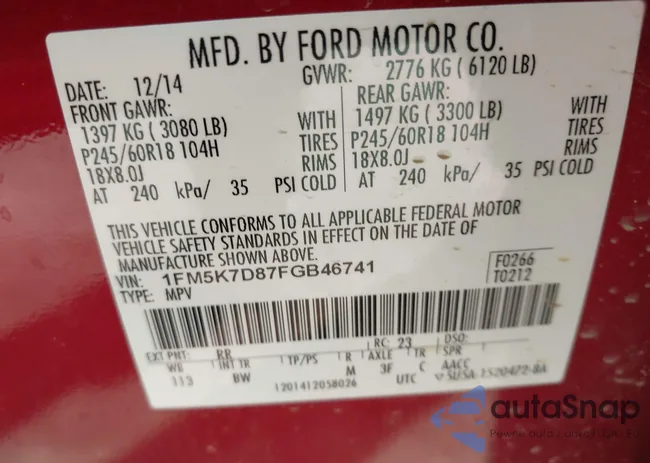 MFD. BY FORD MOTOR CO.
DATE: 12/14 GVWR: 2776 KG ( 6120 LB)
FRONT GAWR: REAR GAWR:
1397 KG ( 3080 LB) WITH 1497 KG ( 3300 LB) WITH
P245/60R18 104H TIRES P245/60R18 104H TIRES
18X8.0J RIMS 18X8.0J RIMS
AT 240 kPa/ 35 PSI COLD AT 240 kPa/ 35 PSI COLD
THIS VEHICLE CONFORMS TO ALL APPLICABLE FEDERAL MOTOR
VEHICLE SAFETY STANDARDS IN EFFECT ON THE DATE OF
MANUFACTURE SHOWN ABOVE.
VIN: 1FM5K7D87FGB46741 F0266
TYPE: MPV T0212
EXT PNT: RR RC: 23 DSO:
WB INT TR TP/PS R AXLE TR SPR
113 BW M 3F C AACC
1201412058026 UTC
autaSnap